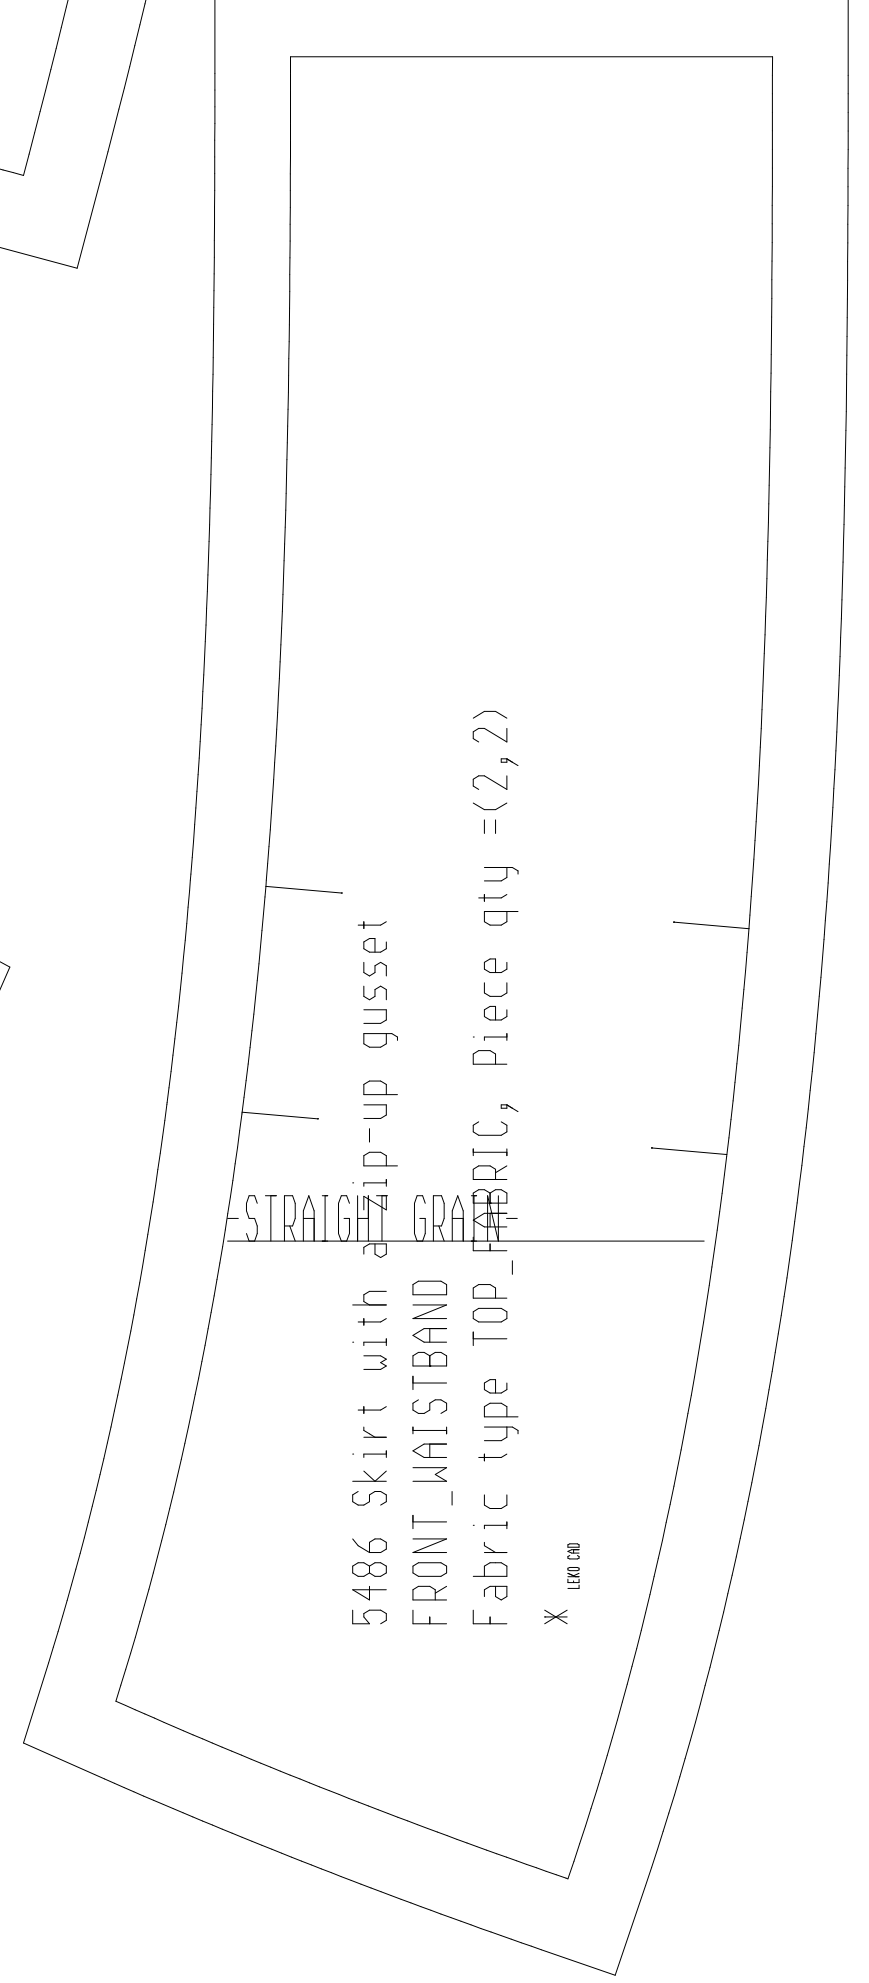 5486 Skirt with a zip-up gusset
FRONT_WAISTBAND
Fabric type TOP_FABRIC, Piece qty =(2,2)
LEKO CAD
-STRAIGHT GRAIN-